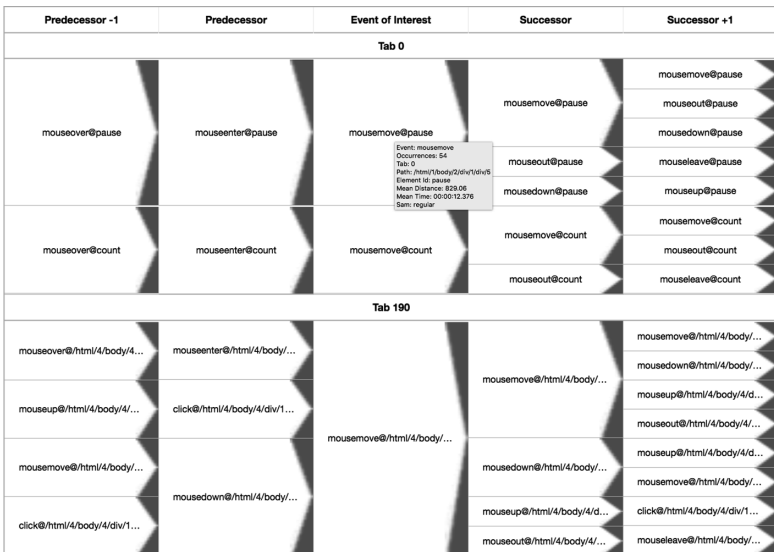 Predecessor -1 Predecessor Event of Interest Successor Successor +1
Tab 0
mouseover@pause mouseenter@pause mousemove@pause mousemove@pause mousemove@pause
mouseout@pause
mousedown@pause
mouseout@pause mouseleave@pause
mousedown@pause mouseup@pause
Event: mousemove
Occurrences: 54
Tab: 0
Path: /html/1/body/2/div/1/div/5
Element Id: pause
Mean Distance: 829.06
Mean Time: 00:00:12.376
Sam: regular
mouseover@count mouseenter@count mousemove@count mousemove@count mousemove@count
mouseout@count
mouseout@count mouseleave@count
Tab 190
mouseover@/html/4/body/4... mouseenter@/html/4/body/... mousemove@/html/4/body/... mousemove@/html/4/body/... mousemove@/html/4/body/...
mousedown@/html/4/body/...
mouseup@/html/4/body/4/... click@/html/4/body/4/div/1... mouseup@/html/4/body/4/d...
mouseout@/html/4/body/4/...
mousemove@/html/4/body/... mousedown@/html/4/body/... mousedown@/html/4/body/... mouseup@/html/4/body/4/d...
mousemove@/html/4/body/...
click@/html/4/body/4/div/1... mouseup@/html/4/body/4/d... click@/html/4/body/4/div/1...
mouseout@/html/4/body/4/... mouseleave@/html/4/body/...